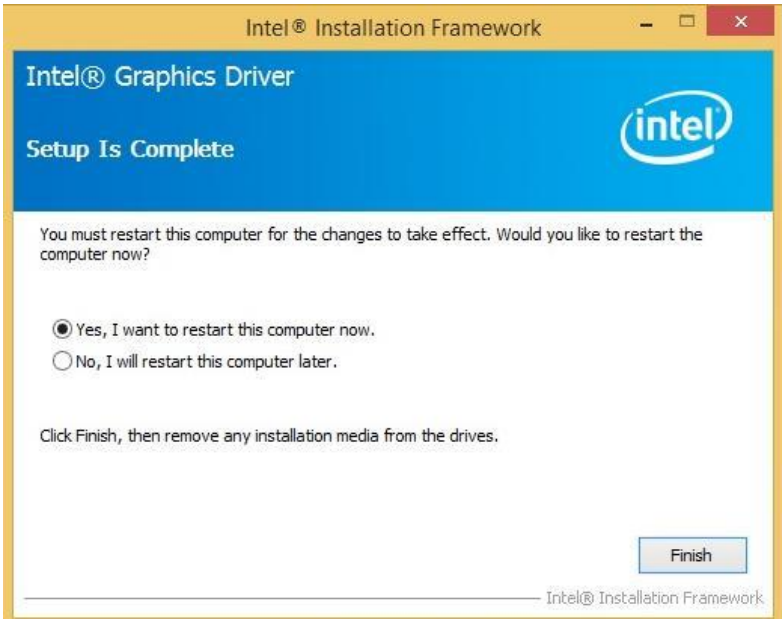 Intel® Installation Framework
Intel® Graphics Driver
intel
Setup Is Complete
You must restart this computer for the changes to take effect. Would you like to restart the
computer now?
Yes, I want to restart this computer now.
No, I will restart this computer later.
Click Finish, then remove any installation media from the drives.
Finish
Intel® Installation Framework